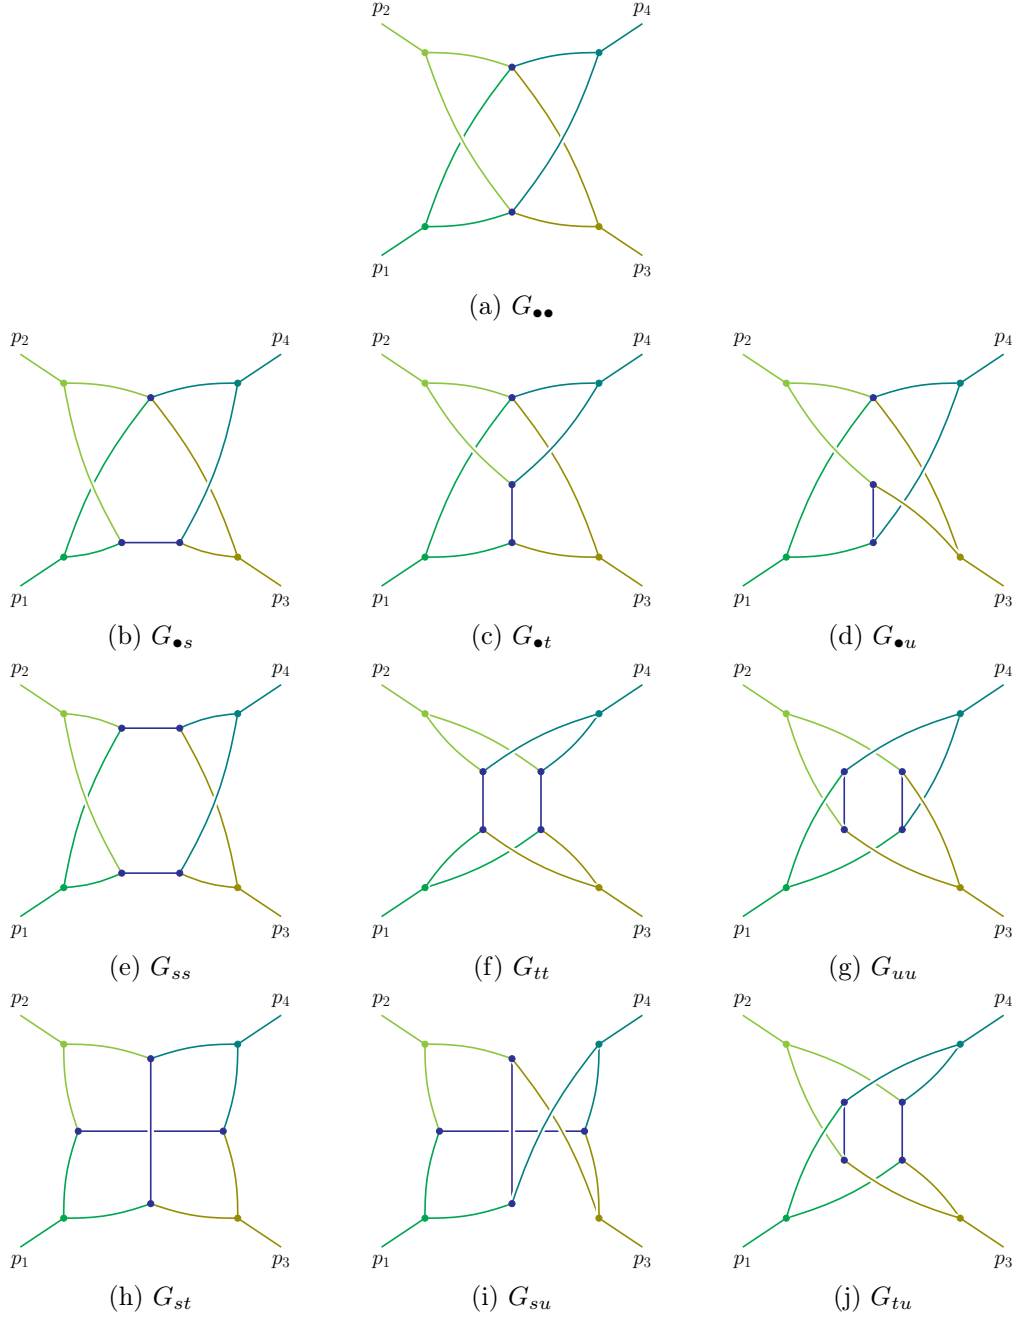 p₂ p₄
p₁ p₃
(a) G••
p₂ p₄ p₂ p₄ p₂ p₄
p₁ p₃ p₁ p₃ p₁ p₃
(b) G•s (c) G•t (d) G•u
p₂ p₄ p₂ p₄ p₂ p₄
p₁ p₃ p₁ p₃ p₁ p₃
(e) Gss (f) Gtt (g) Guu
p₂ p₄ p₂ p₄ p₂ p₄
p₁ p₃ p₁ p₃ p₁ p₃
(h) Gst (i) Gsu (j) Gtu